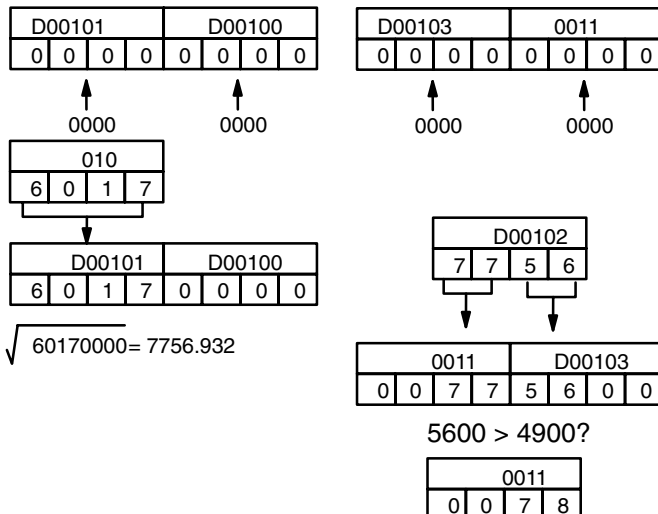 D00101 D00100
0 0 0 0 0 0 0 0
0000 0000
D00103 0011
0 0 0 0 0 0 0 0
0000 0000
010
6 0 1 7
D00101 D00100
6 0 1 7 0 0 0 0
√60170000= 7756.932
D00102
7 7 5 6
0011 D00103
0 0 7 7 5 6 0 0
5600 > 4900?
0011
0 0 7 8